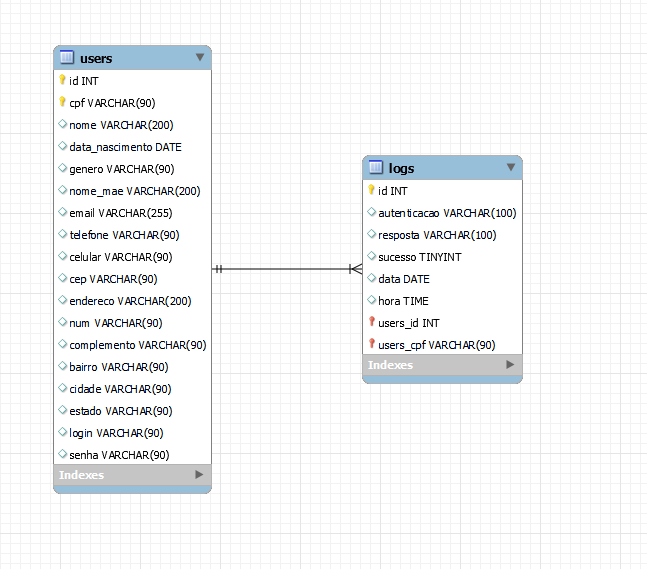 users
id INT
cpf VARCHAR(90)
nome VARCHAR(200)
data_nascimento DATE
genero VARCHAR(90)
nome_mae VARCHAR(200)
email VARCHAR(255)
telefone VARCHAR(90)
celular VARCHAR(90)
cep VARCHAR(90)
endereco VARCHAR(200)
num VARCHAR(90)
complemento VARCHAR(90)
bairro VARCHAR(90)
cidade VARCHAR(90)
estado VARCHAR(90)
login VARCHAR(90)
senha VARCHAR(90)
Indexes
logs
id INT
autenticacao VARCHAR(100)
resposta VARCHAR(100)
sucesso TINYINT
data DATE
hora TIME
users_id INT
users_cpf VARCHAR(90)
Indexes